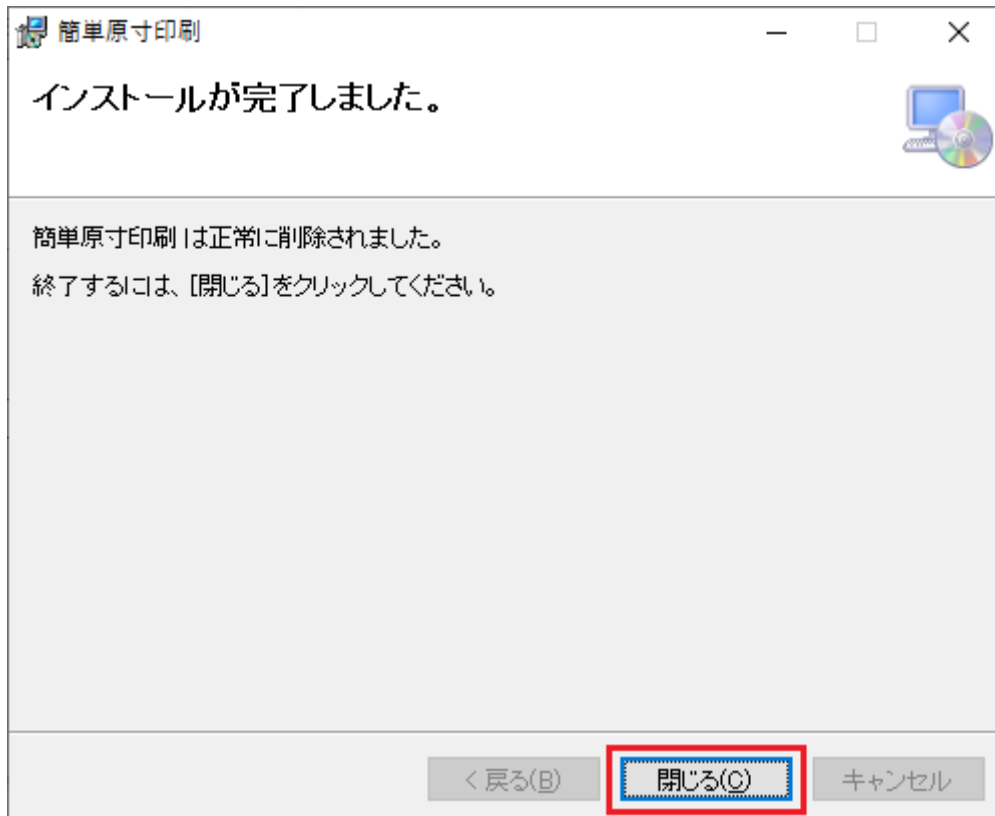 簡単原寸印刷
インストールが完了しました。
簡単原寸印刷 は正常に削除されました。
終了するには、[閉じる]をクリックしてください。
< 戻る(B)
閉じる(C)
キャンセル